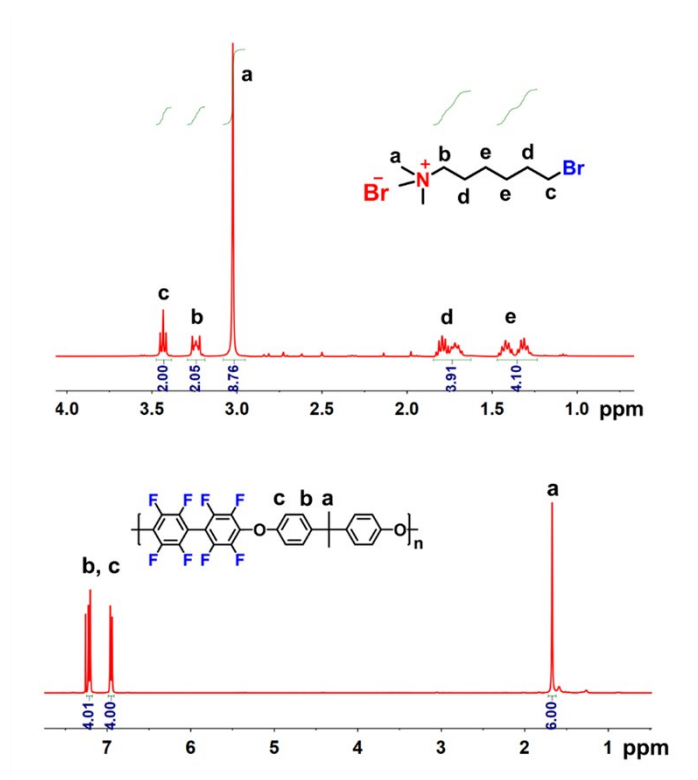 a
a
b
e
d
Br
N
+
Br
−
d
e
c
c
b
d
e
2.00
2.05
8.76
3.91
4.10
4.0 3.5 3.0 2.5 2.0 1.5 1.0 ppm
a
F F F F
c b a
O
O
n
F F F F
b, c
4.01
4.00
6.00
7 6 5 4 3 2 1 ppm